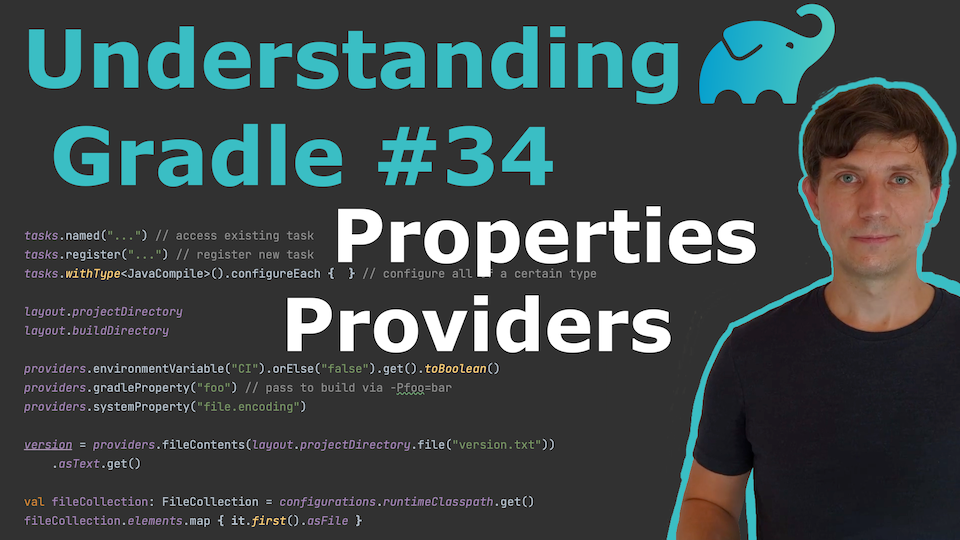 Understanding
Gradle #34
Properties
Providers
tasks.named("...") // access existing task
tasks.register("...") // register new task
tasks.withType<JavaCompile>().configureEach {  } // configure all of a certain type
layout.projectDirectory
layout.buildDirectory
providers.environmentVariable("CI").orElse("false").get().toBoolean()
providers.gradleProperty("foo") // pass to build via -Pfoo=bar
providers.systemProperty("file.encoding")
version = providers.fileContents(layout.projectDirectory.file("version.txt"))
    .asText.get()
val fileCollection: FileCollection = configurations.runtimeClasspath.get()
fileCollection.elements.map { it.first().asFile }